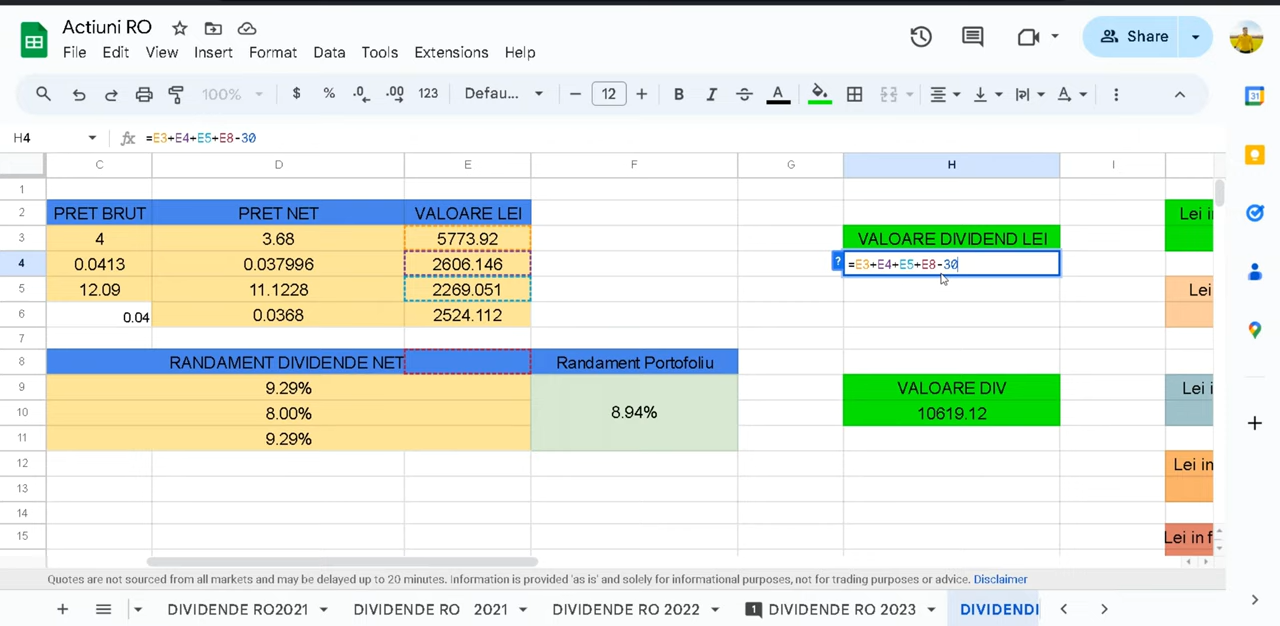 Actiuni RO
File Edit View Insert Format Data Tools Extensions Help
Share
100% $ % .0 .00 123 Defau... 12 B I A
H4 fx =E3+E4+E5+E8-30
C D E F G H I
1
2 PRET BRUT PRET NET VALOARE LEI Lei i
3 4 3.68 5773.92 VALOARE DIVIDEND LEI
4 0.0413 0.037996 2606.146 ? =E3+E4+E5+E8-30
5 12.09 11.1228 2269.051 Lei
6 0.04 0.0368 2524.112
7
8 RANDAMENT DIVIDENDE NET Randament Portofoliu
9 9.29% VALOARE DIV Lei i
10 8.00% 8.94% 10619.12
11 9.29%
12 Lei in
13
14
15 Lei in f
Quotes are not sourced from all markets and may be delayed up to 20 minutes. Information is provided 'as is' and solely for informational purposes, not for trading purposes or advice. Disclaimer
DIVIDENDE RO2021 DIVIDENDE RO 2021 DIVIDENDE RO 2022 1 DIVIDENDE RO 2023 DIVIDENDI
31